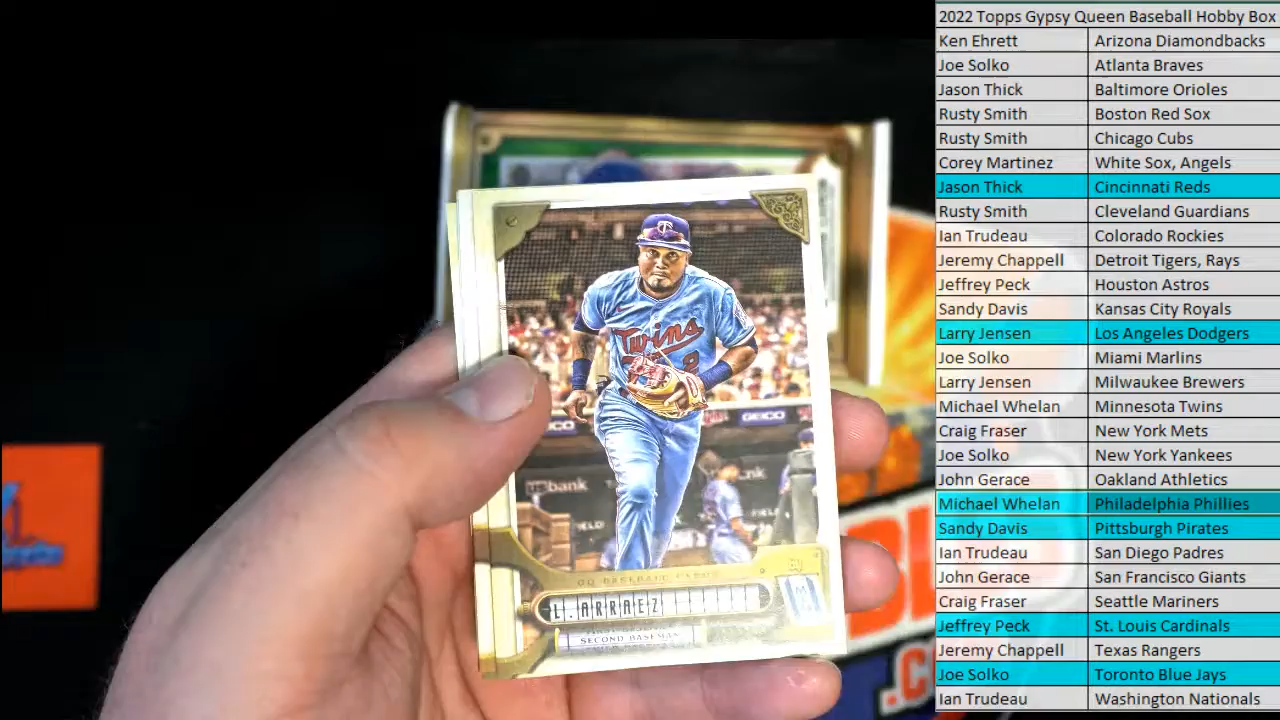 2022 Topps Gypsy Queen Baseball Hobby Box
Ken Ehrett Arizona Diamondbacks
Joe Solko Atlanta Braves
Jason Thick Baltimore Orioles
Rusty Smith Boston Red Sox
Rusty Smith Chicago Cubs
Corey Martinez White Sox, Angels
Jason Thick Cincinnati Reds
Rusty Smith Cleveland Guardians
Ian Trudeau Colorado Rockies
Jeremy Chappell Detroit Tigers, Rays
Jeffrey Peck Houston Astros
Sandy Davis Kansas City Royals
Larry Jensen Los Angeles Dodgers
Joe Solko Miami Marlins
Larry Jensen Milwaukee Brewers
Michael Whelan Minnesota Twins
Craig Fraser New York Mets
Joe Solko New York Yankees
John Gerace Oakland Athletics
Michael Whelan Philadelphia Phillies
Sandy Davis Pittsburgh Pirates
Ian Trudeau San Diego Padres
John Gerace San Francisco Giants
Craig Fraser Seattle Mariners
Jeffrey Peck St. Louis Cardinals
Jeremy Chappell Texas Rangers
Joe Solko Toronto Blue Jays
Ian Trudeau Washington Nationals
Twins
GEICO
usbank
FIELD
GQ BASEBALL CARDS
L. ARRAEZ
SECOND BASEMAN
.CO